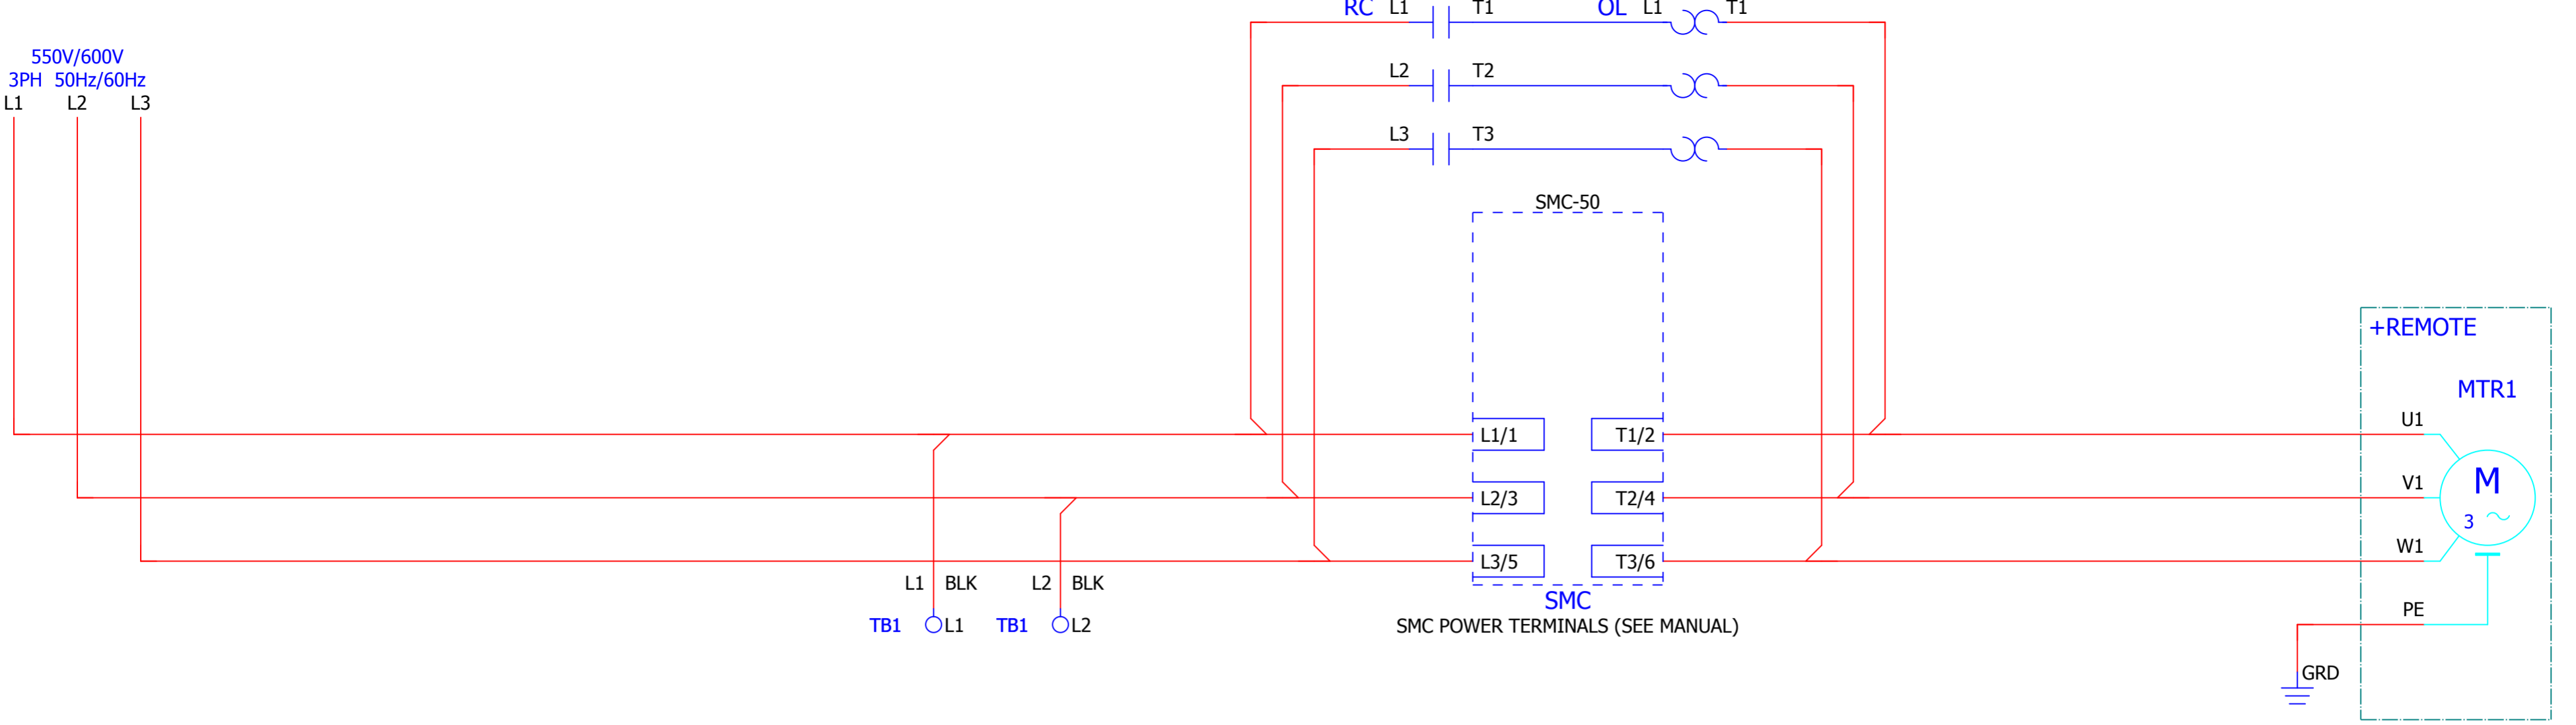 RC L1 T1 OL L1 T1
550V/600V
3PH 50Hz/60Hz
L1 L2 L3
L2 T2
L3 T3
SMC-50
+REMOTE
MTR1
U1
L1/1 T1/2
V1
M
3
L2/3 T2/4
W1
L3/5 T3/6
L1 BLK L2 BLK
SMC
PE
TB1 L1 TB1 L2
SMC POWER TERMINALS (SEE MANUAL)
GRD